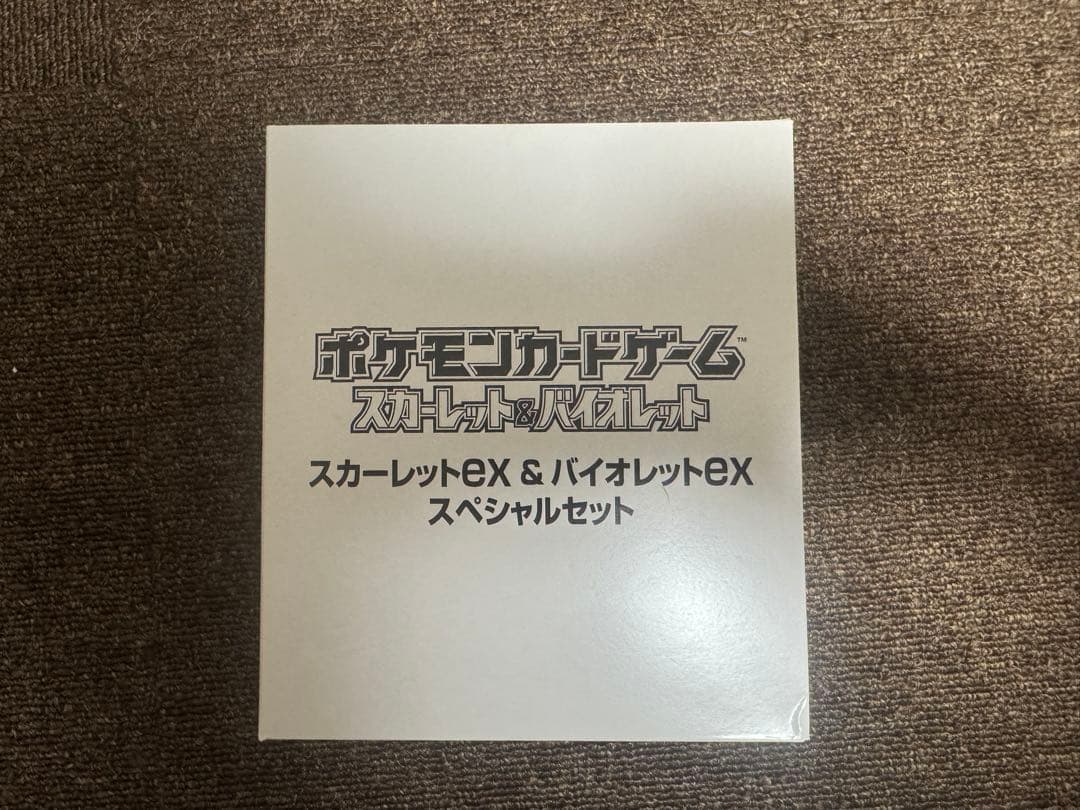 ポケモンカードゲーム™
スカーレット&バイオレット
スカーレットex & バイオレットex
スペシャルセット